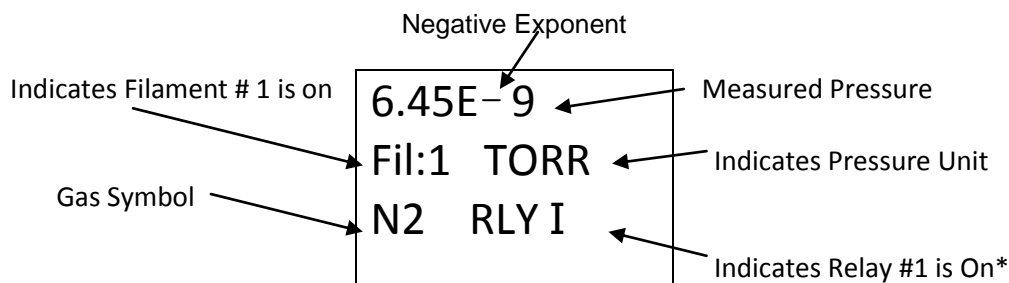 Negative Exponent
Indicates Filament # 1 is on
6.45E–9
Measured Pressure
Fil:1 TORR
Indicates Pressure Unit
Gas Symbol
N2 RLY I
Indicates Relay #1 is On*